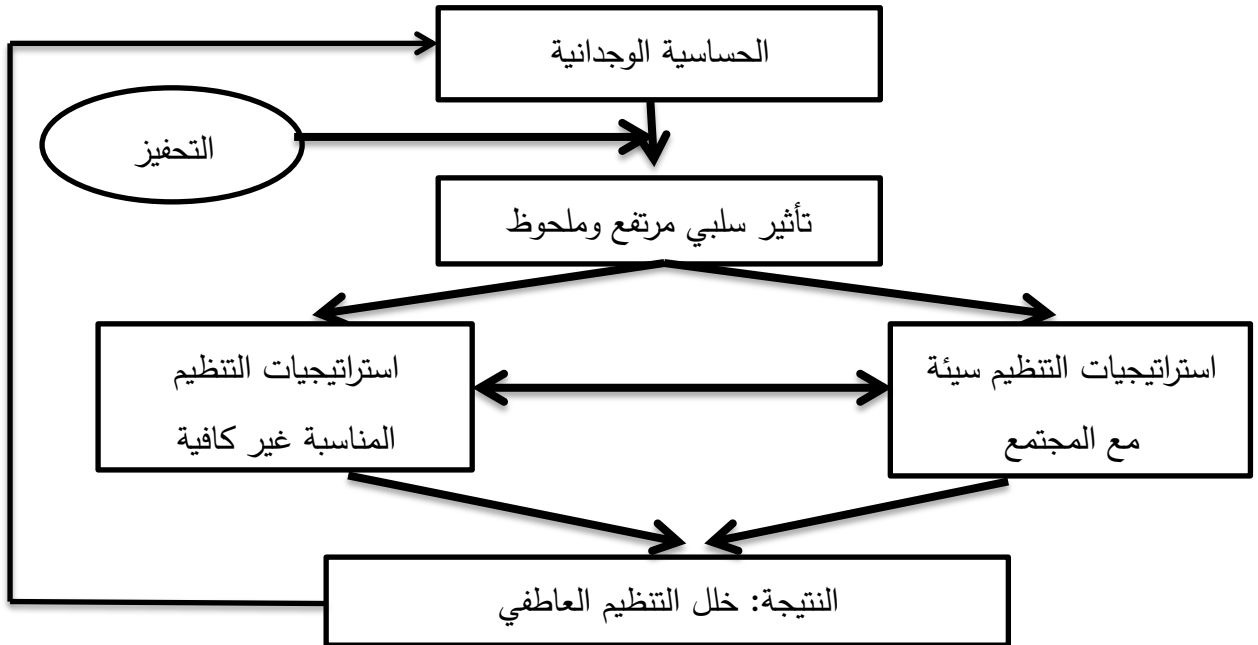 الحساسية الوجدانية
التحفيز
تأثير سلبي مرتفع وملحوظ
استراتيجيات التنظيم سيئة
مع المجتمع
استراتيجيات التنظيم
المناسبة غير كافية
النتيجة: خلل التنظيم العاطفي